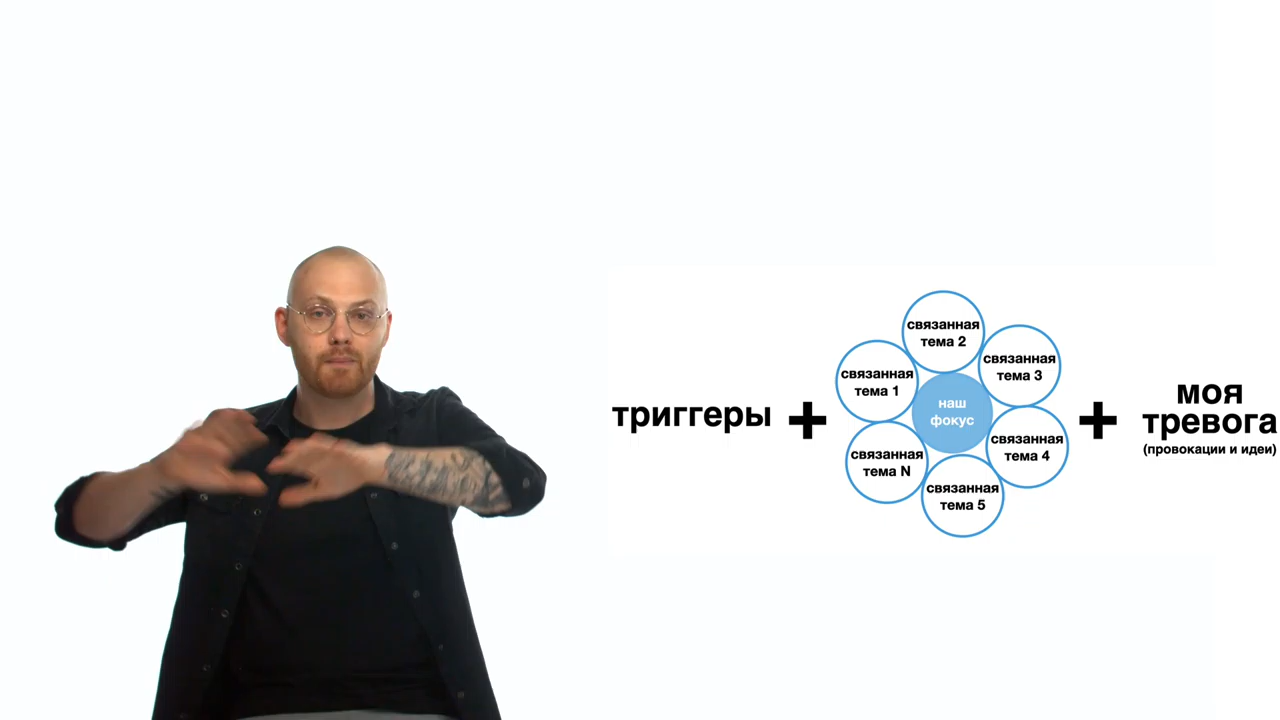 триггеры
+
связанная
тема 1
связанная
тема 2
связанная
тема 3
наш
фокус
связанная
тема 4
связанная
тема N
связанная
тема 5
+
моя
тревога
(провокации и идеи)